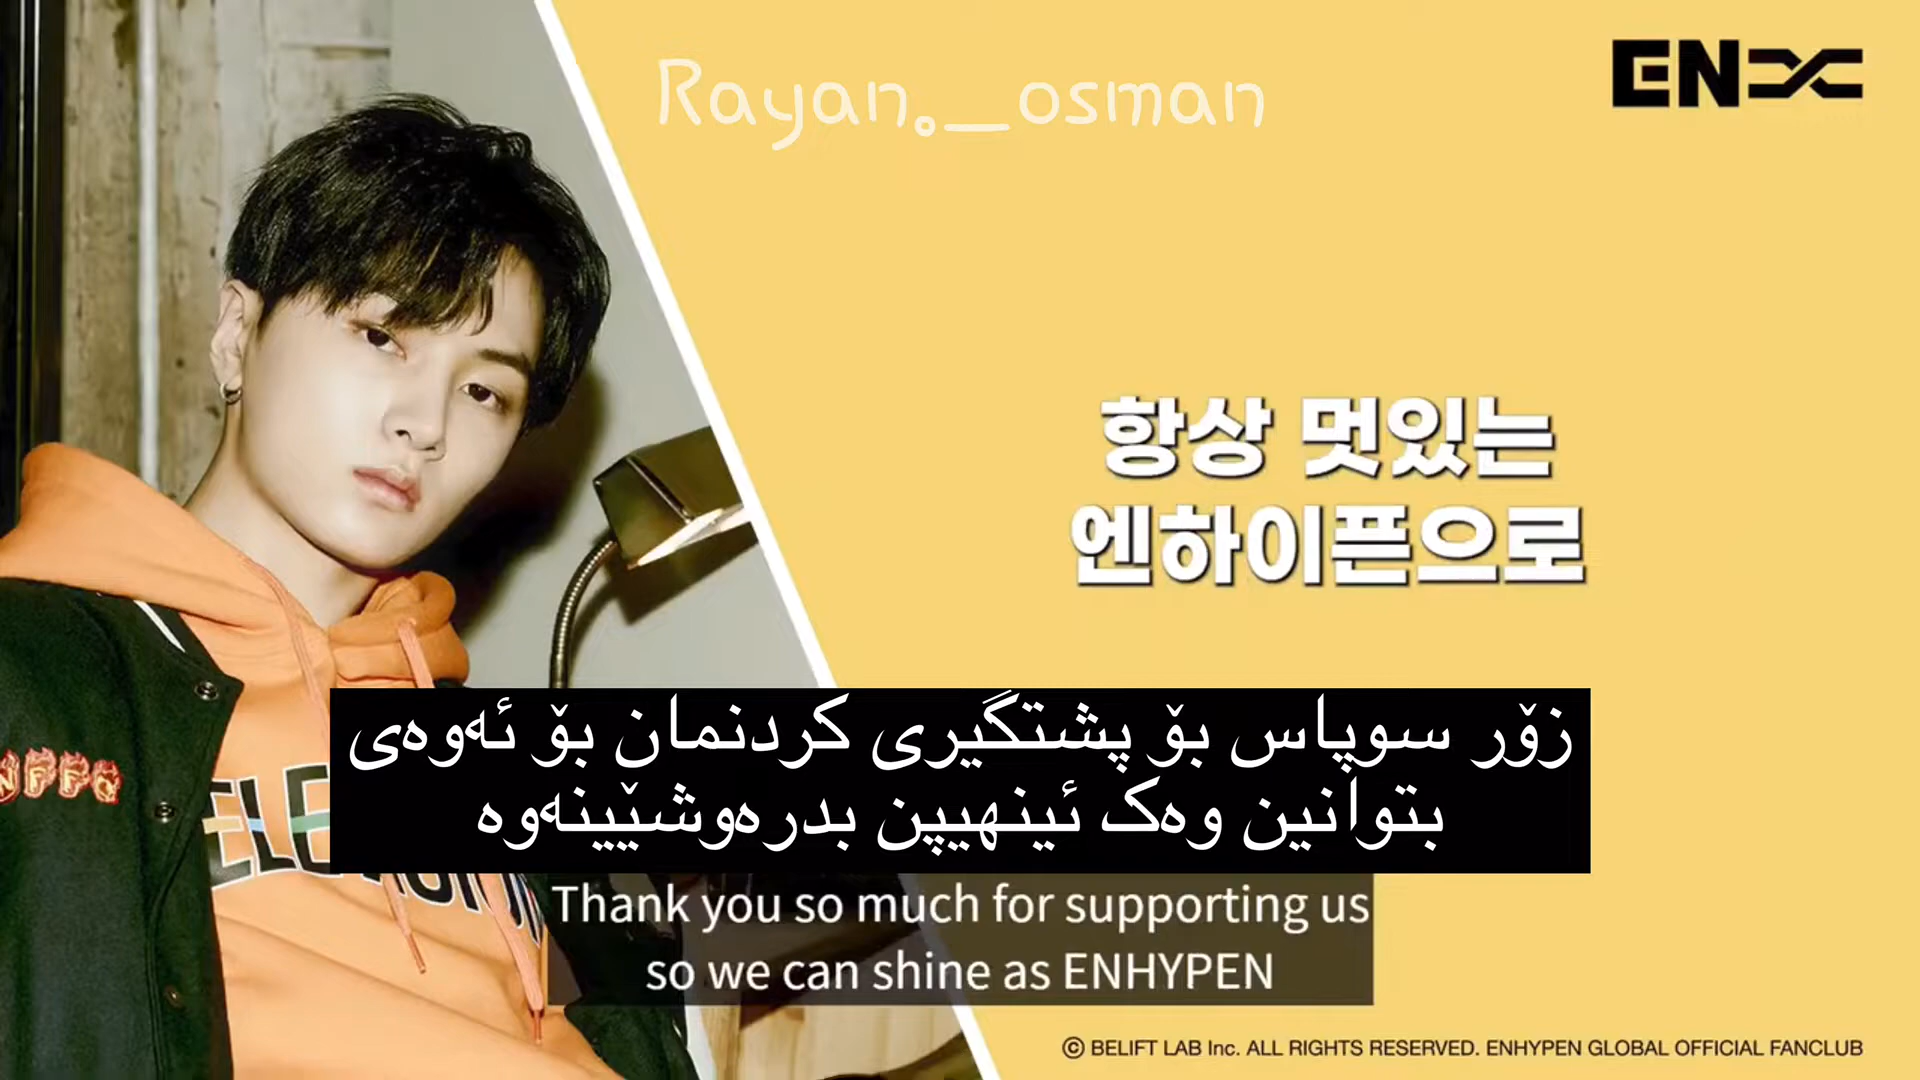 Rayan._osman
ENX
항상 멋있는
엔하이픈으로
زۆر سوپاس بۆ پشتگیری کردنمان بۆ ئەوەی
بتوانین وەک ئینهیپن بدرەوشێینەوە
Thank you so much for supporting us
so we can shine as ENHYPEN
© BELIFT LAB Inc. ALL RIGHTS RESERVED. ENHYPEN GLOBAL OFFICIAL FANCLUB